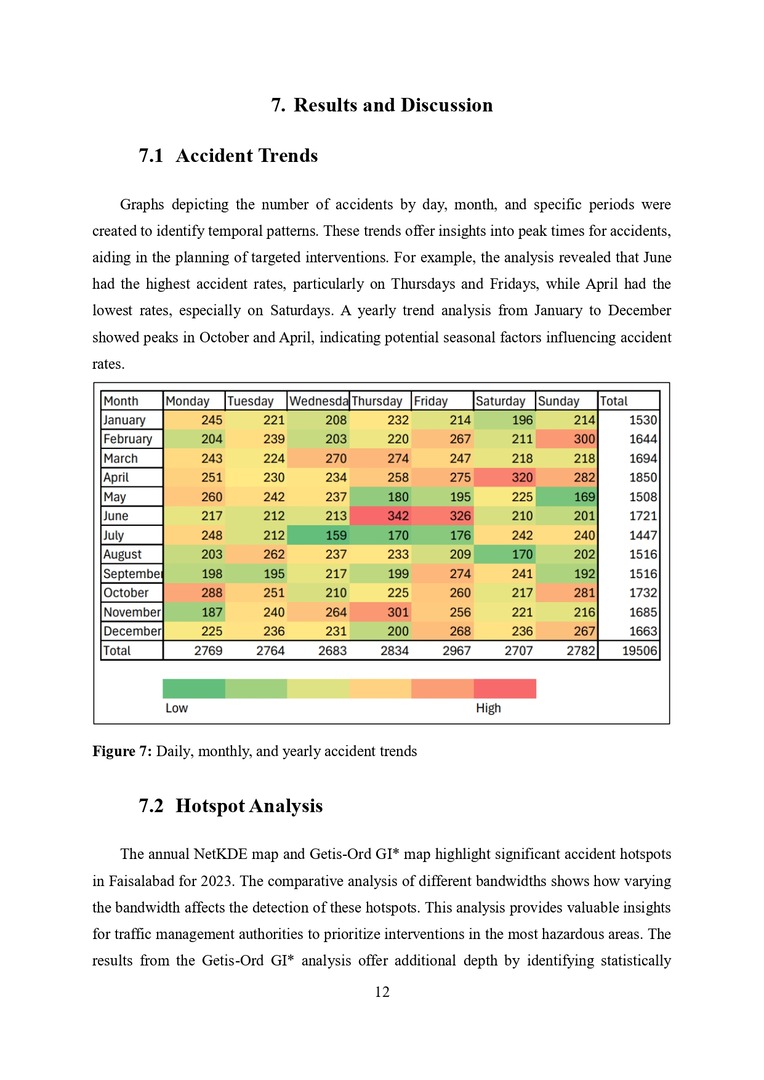 7. Results and Discussion
7.1 Accident Trends
Graphs depicting the number of accidents by day, month, and specific periods were
created to identify temporal patterns. These trends offer insights into peak times for accidents,
aiding in the planning of targeted interventions. For example, the analysis revealed that June
had the highest accident rates, particularly on Thursdays and Fridays, while April had the
lowest rates, especially on Saturdays. A yearly trend analysis from January to December
showed peaks in October and April, indicating potential seasonal factors influencing accident
rates.
Month Monday Tuesday Wednesda Thursday Friday Saturday Sunday Total
January 245 221 208 232 214 196 214 1530
February 204 239 203 220 267 211 300 1644
March 243 224 270 274 247 218 218 1694
April 251 230 234 258 275 320 282 1850
May 260 242 237 180 195 225 169 1508
June 217 212 213 342 326 210 201 1721
July 248 212 159 170 176 242 240 1447
August 203 262 237 233 209 170 202 1516
September 198 195 217 199 274 241 192 1516
October 288 251 210 225 260 217 281 1732
November 187 240 264 301 256 221 216 1685
December 225 236 231 200 268 236 267 1663
Total 2769 2764 2683 2834 2967 2707 2782 19506
Low High
Figure 7: Daily, monthly, and yearly accident trends
7.2 Hotspot Analysis
The annual NetKDE map and Getis-Ord GI* map highlight significant accident hotspots
in Faisalabad for 2023. The comparative analysis of different bandwidths shows how varying
the bandwidth affects the detection of these hotspots. This analysis provides valuable insights
for traffic management authorities to prioritize interventions in the most hazardous areas. The
results from the Getis-Ord GI* analysis offer additional depth by identifying statistically
12